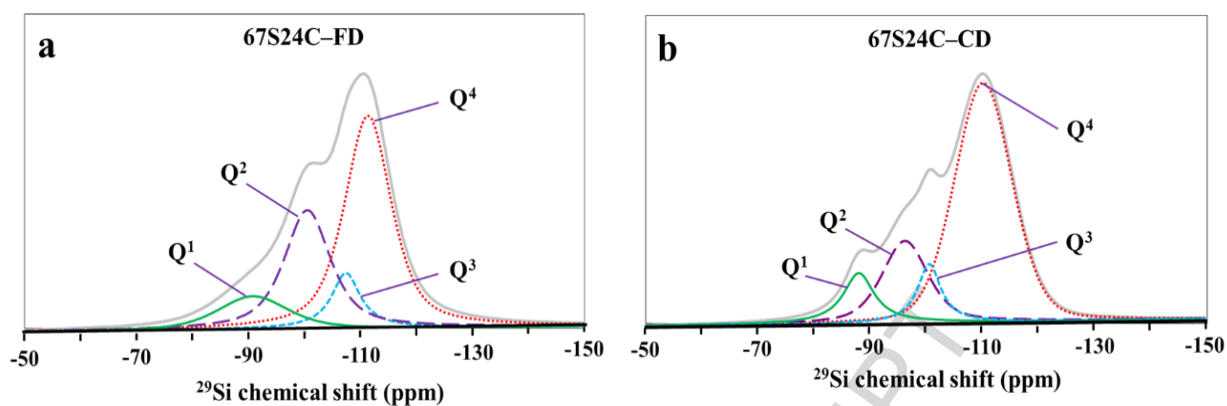 a
67S24C–FD
Q4
Q2
Q1
Q3
-50 -70 -90 -110 -130 -150
29Si chemical shift (ppm)
b
67S24C–CD
Q4
Q2
Q1
Q3
-50 -70 -90 -110 -130 -150
29Si chemical shift (ppm)